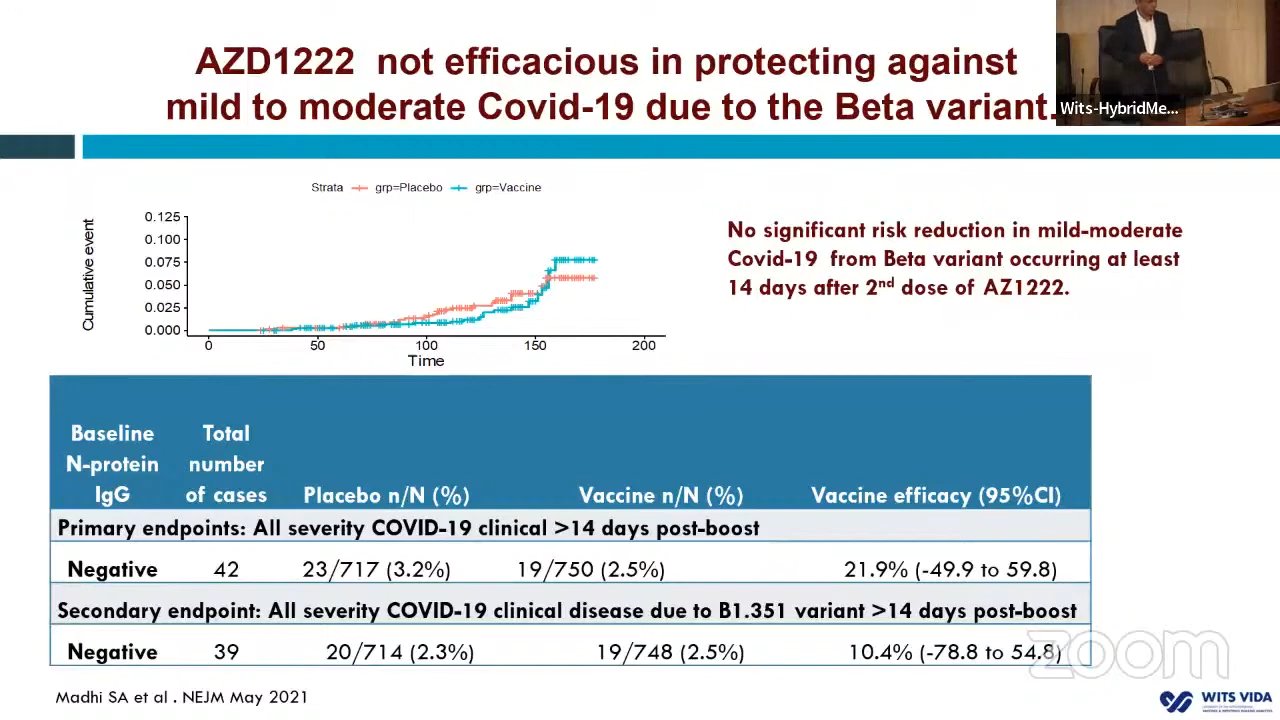 AZD1222 not efficacious in protecting against
mild to moderate Covid-19 due to the Beta variant.
Wits-HybridMe...
Strata grp=Placebo grp=Vaccine
Cumulative event
0.125
0.100
0.075
0.050
0.025
0.000
0 50 100 150 200
Time
No significant risk reduction in mild-moderate
Covid-19 from Beta variant occurring at least
14 days after 2nd dose of AZ1222.
Baseline N-protein IgG Total number of cases Placebo n/N (%) Vaccine n/N (%) Vaccine efficacy (95%CI)
Primary endpoints: All severity COVID-19 clinical >14 days post-boost
Negative 42 23/717 (3.2%) 19/750 (2.5%) 21.9% (-49.9 to 59.8)
Secondary endpoint: All severity COVID-19 clinical disease due to B1.351 variant >14 days post-boost
Negative 39 20/714 (2.3%) 19/748 (2.5%) 10.4% (-78.8 to 54.8)
zoom
Madhi SA et al . NEJM May 2021
WITS VIDA